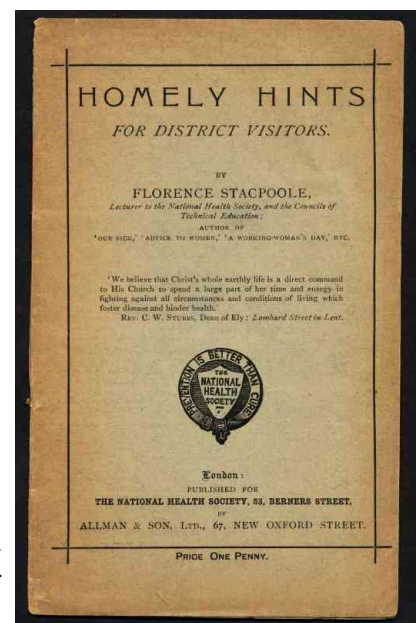 HOMELY HINTS
FOR DISTRICT VISITORS.
BY
FLORENCE STACPOOLE,
Lecturer to the National Health Society, and the Councils of
Technical Education;
AUTHOR OF
'OUR SICK,' 'ADVICE TO WOMEN,' 'A WORKING-WOMAN'S DAY,' ETC.
'We believe that Christ's whole earthly life is a direct command
to His Church to spend a large part of her time and energy in
fighting against all circumstances and conditions of living which
foster disease and hinder health.'
REV. C. W. STUBBS, Dean of Ely; Lombard Street in Lent.
PREVENTION IS BETTER THAN CURE
THE
NATIONAL
HEALTH
SOCIETY
London:
PUBLISHED FOR
THE NATIONAL HEALTH SOCIETY, 53, BERNERS STREET,
BY
ALLMAN & SON, LTD., 67, NEW OXFORD STREET.
PRICE ONE PENNY.